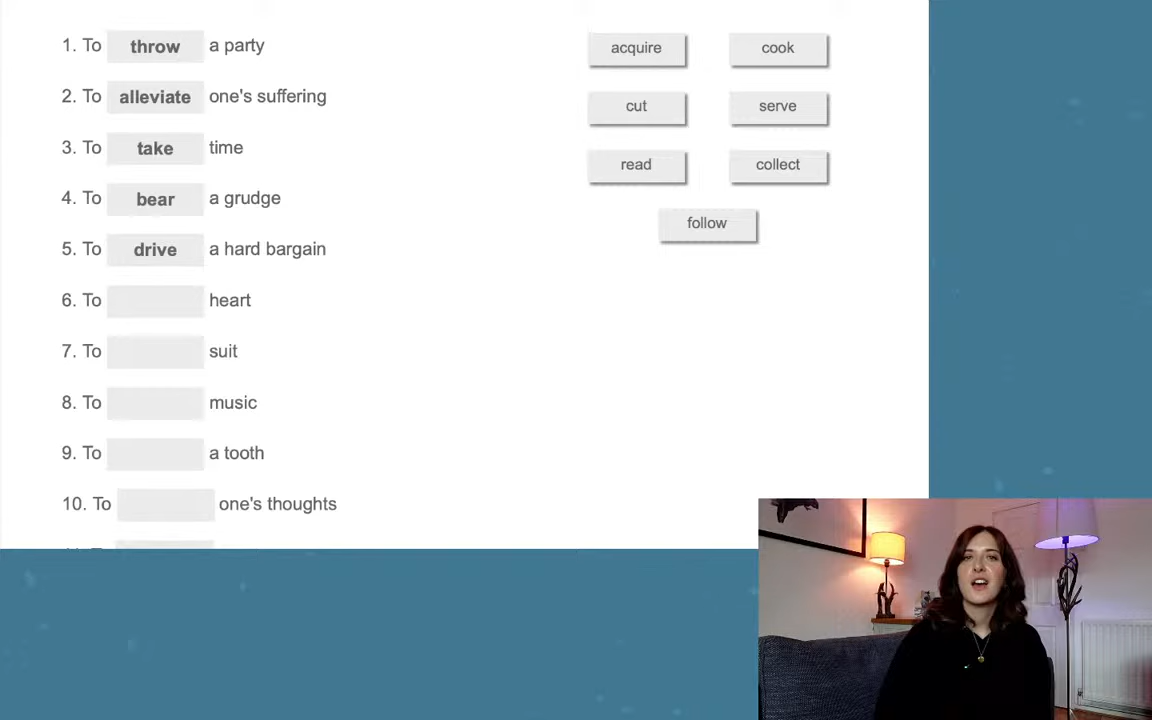 1. To throw a party
2. To alleviate one's suffering
3. To take time
4. To bear a grudge
5. To drive a hard bargain
6. To heart
7. To suit
8. To music
9. To a tooth
10. To one's thoughts
acquire cook
cut serve
read collect
follow